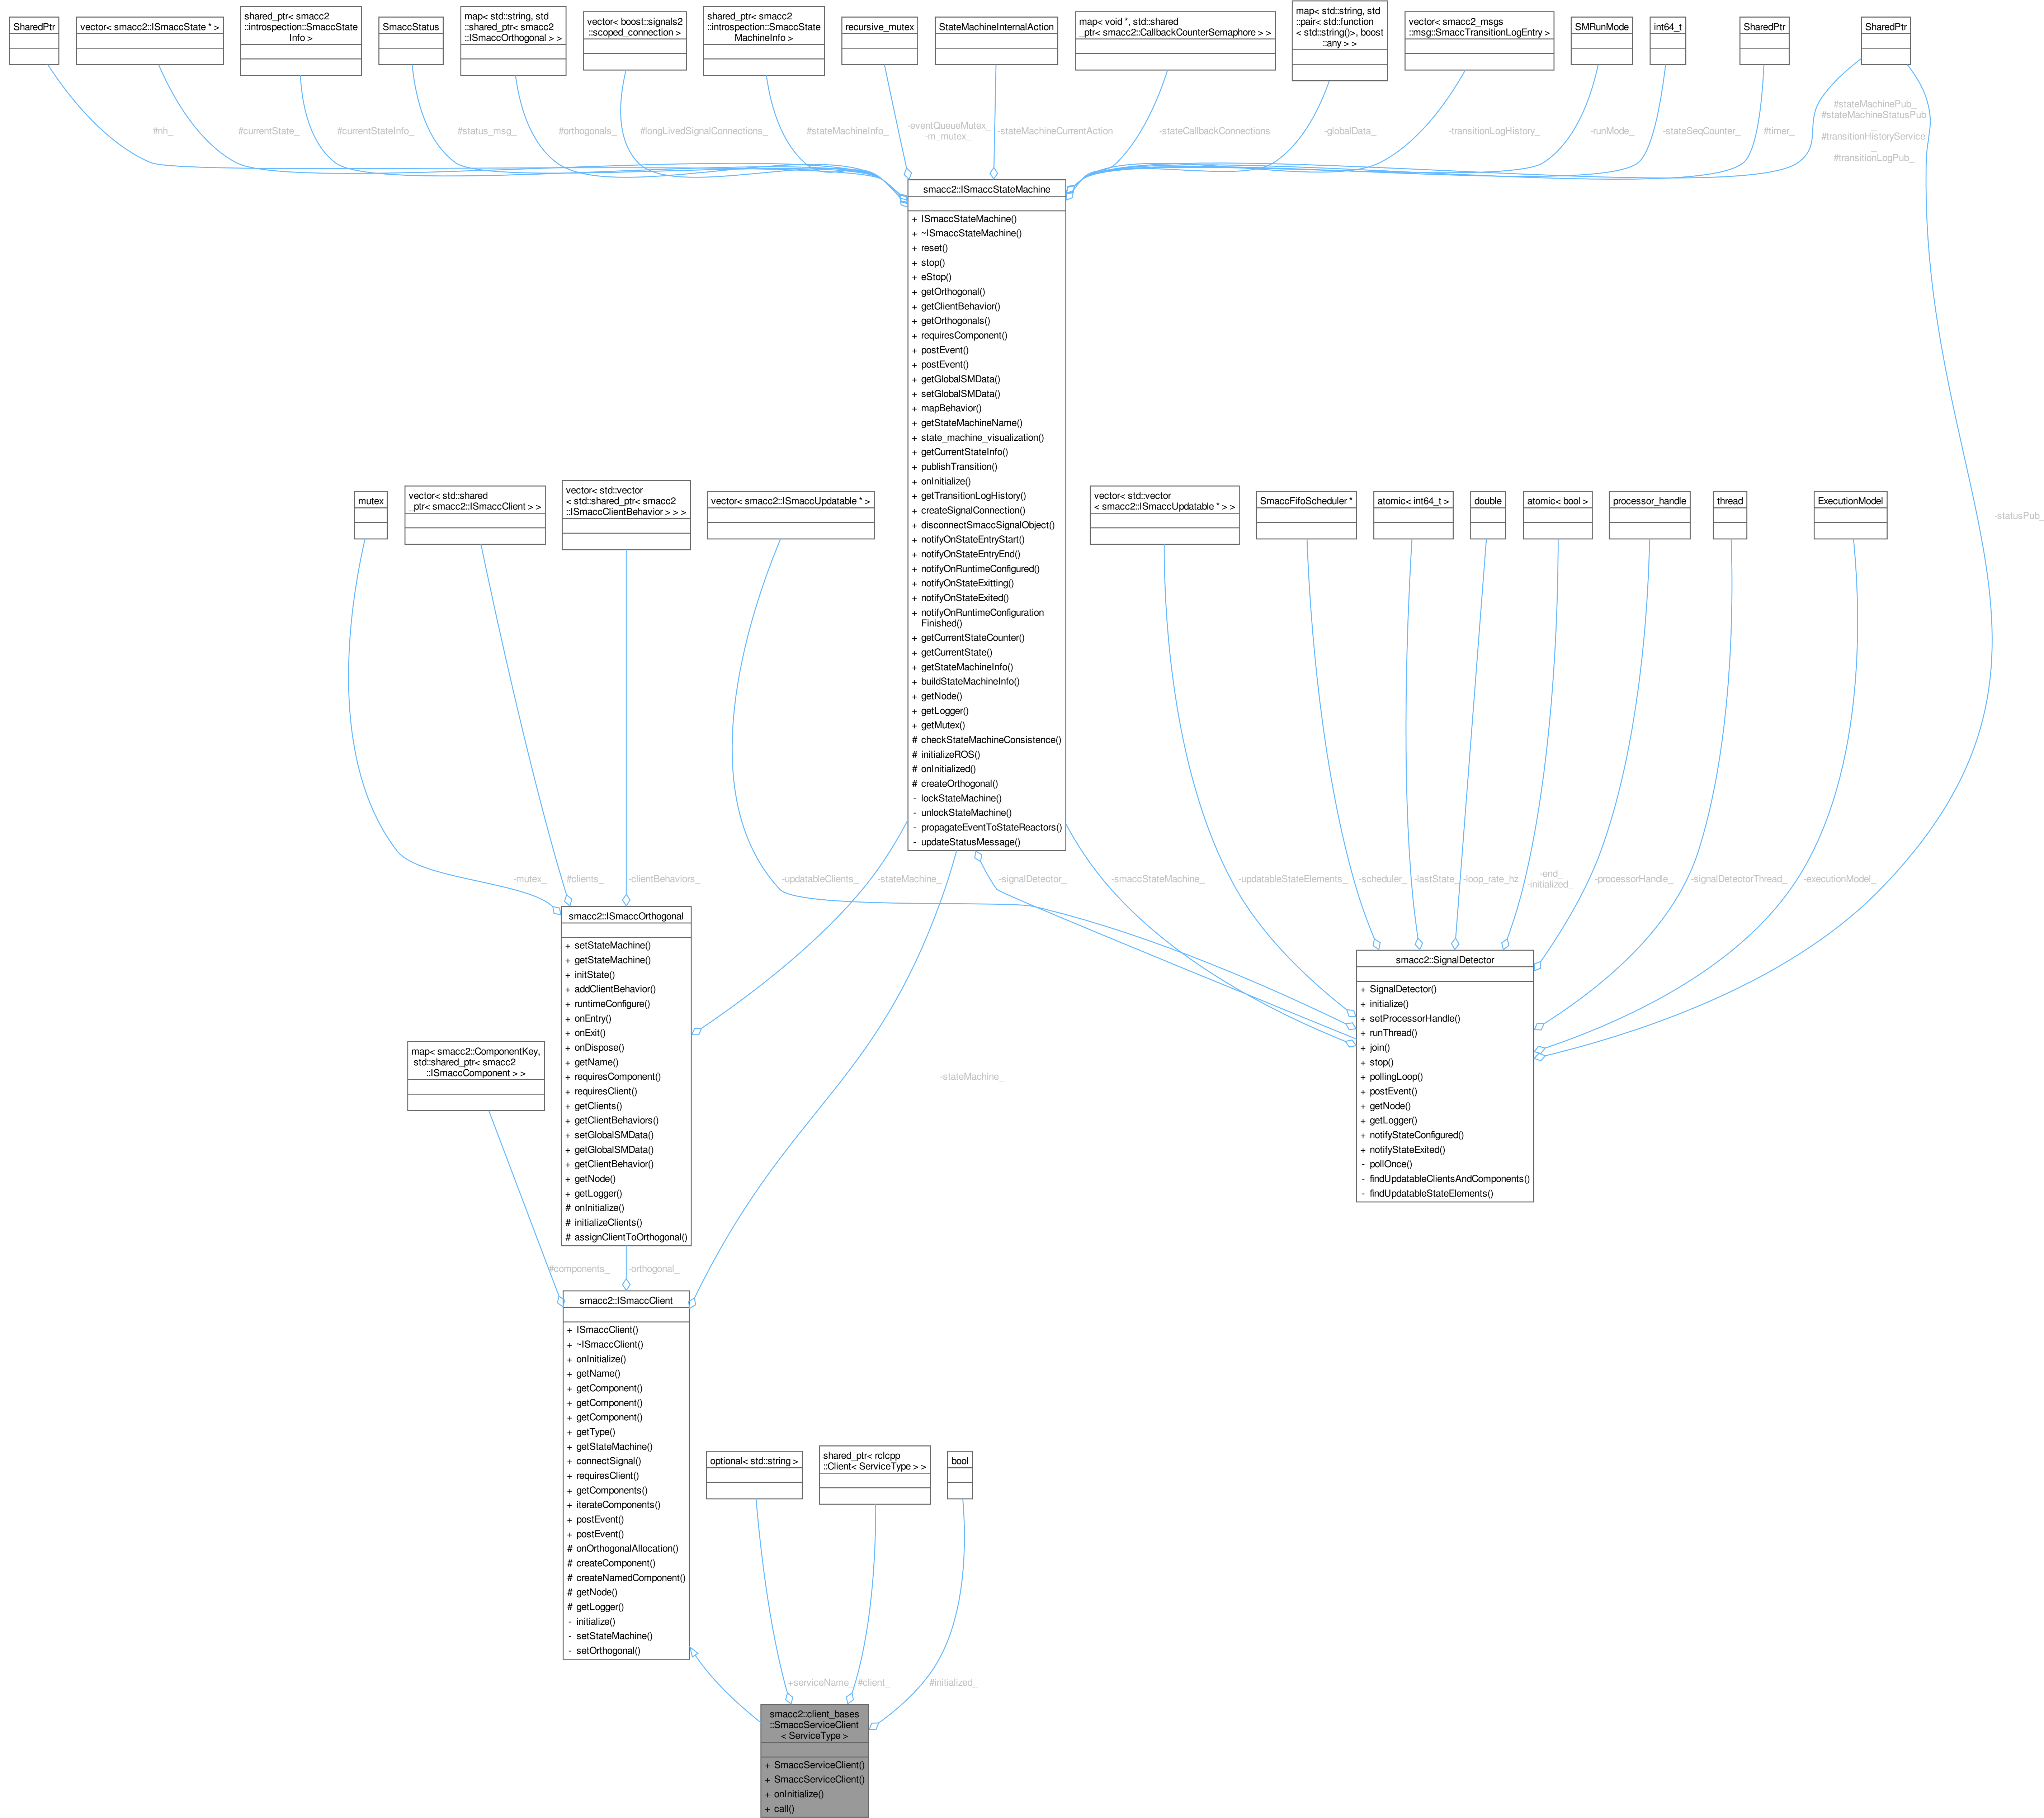 SharedPtr
vector< smacc2::ISmaccState * >
shared_ptr< smacc2
::introspection::SmaccState
Info >
SmaccStatus
map< std::string, std
::shared_ptr< smacc2
::ISmaccOrthogonal > >
vector< boost::signals2
::scoped_connection >
shared_ptr< smacc2
::introspection::SmaccState
MachineInfo >
recursive_mutex
StateMachineInternalAction
map< void *, std::shared
_ptr< smacc2::CallbackCounterSemaphore > >
map< std::string, std
::pair< std::function
< std::string()>, boost
::any > >
vector< smacc2_msgs
::msg::SmaccTransitionLogEntry >
SMRunMode
int64_t
SharedPtr
SharedPtr
#nh_
#currentState_
#currentStateInfo_
#status_msg_
#orthogonals_
#longLivedSignalConnections_
#stateMachineInfo_
-eventQueueMutex_
-m_mutex_
-stateMachineCurrentAction
-stateCallbackConnections
-globalData_
-transitionLogHistory_
-runMode_
-stateSeqCounter_
#timer_
#stateMachinePub_
#stateMachineStatusPub
_
#transitionHistoryService
_
#transitionLogPub_
smacc2::ISmaccStateMachine
+ ISmaccStateMachine()
+ ~ISmaccStateMachine()
+ reset()
+ stop()
+ eStop()
+ getOrthogonal()
+ getClientBehavior()
+ getOrthogonals()
+ requiresComponent()
+ postEvent()
+ postEvent()
+ getGlobalSMData()
+ setGlobalSMData()
+ mapBehavior()
+ getStateMachineName()
+ state_machine_visualization()
+ getCurrentStateInfo()
+ publishTransition()
+ onInitialize()
+ getTransitionLogHistory()
+ createSignalConnection()
+ disconnectSmaccSignalObject()
+ notifyOnStateEntryStart()
+ notifyOnStateEntryEnd()
+ notifyOnRuntimeConfigured()
+ notifyOnStateExitting()
+ notifyOnStateExited()
+ notifyOnRuntimeConfiguration
Finished()
+ getCurrentStateCounter()
+ getCurrentState()
+ getStateMachineInfo()
+ buildStateMachineInfo()
+ getNode()
+ getLogger()
+ getMutex()
# checkStateMachineConsistence()
# initializeROS()
# onInitialized()
# createOrthogonal()
- lockStateMachine()
- unlockStateMachine()
- propagateEventToStateReactors()
- updateStatusMessage()
mutex
vector< std::shared
_ptr< smacc2::ISmaccClient > >
vector< std::vector
< std::shared_ptr< smacc2
::ISmaccClientBehavior > > >
vector< smacc2::ISmaccUpdatable * >
vector< std::vector
< smacc2::ISmaccUpdatable * > >
SmaccFifoScheduler *
atomic< int64_t >
double
atomic< bool >
processor_handle
thread
ExecutionModel
-statusPub_
-mutex_
#clients_
-clientBehaviors_
-updatableClients_
-stateMachine_
-signalDetector_
-smaccStateMachine_
-updatableStateElements_
-scheduler_
-lastState_
-loop_rate_hz
-end_
-initialized_
-processorHandle_
-signalDetectorThread_
-executionModel_
smacc2::ISmaccOrthogonal
+ setStateMachine()
+ getStateMachine()
+ initState()
+ addClientBehavior()
+ runtimeConfigure()
+ onEntry()
+ onExit()
+ onDispose()
+ getName()
+ requiresComponent()
+ requiresClient()
+ getClients()
+ getClientBehaviors()
+ setGlobalSMData()
+ getGlobalSMData()
+ getClientBehavior()
+ getNode()
+ getLogger()
# onInitialize()
# initializeClients()
# assignClientToOrthogonal()
smacc2::SignalDetector
+ SignalDetector()
+ initialize()
+ setProcessorHandle()
+ runThread()
+ join()
+ stop()
+ pollingLoop()
+ postEvent()
+ getNode()
+ getLogger()
+ notifyStateConfigured()
+ notifyStateExited()
- pollOnce()
- findUpdatableClientsAndComponents()
- findUpdatableStateElements()
map< smacc2::ComponentKey,
std::shared_ptr< smacc2
::ISmaccComponent > >
-stateMachine_
#components_
-orthogonal_
smacc2::ISmaccClient
+ ISmaccClient()
+ ~ISmaccClient()
+ onInitialize()
+ getName()
+ getComponent()
+ getComponent()
+ getComponent()
+ getType()
+ getStateMachine()
+ connectSignal()
+ requiresClient()
+ getComponents()
+ iterateComponents()
+ postEvent()
+ postEvent()
# onOrthogonalAllocation()
# createComponent()
# createNamedComponent()
# getNode()
# getLogger()
- initialize()
- setStateMachine()
- setOrthogonal()
optional< std::string >
shared_ptr< rclcpp
::Client< ServiceType > >
bool
+serviceName_
#client_
#initialized_
smacc2::client_bases
::SmaccServiceClient
< ServiceType >
+ SmaccServiceClient()
+ SmaccServiceClient()
+ onInitialize()
+ call()